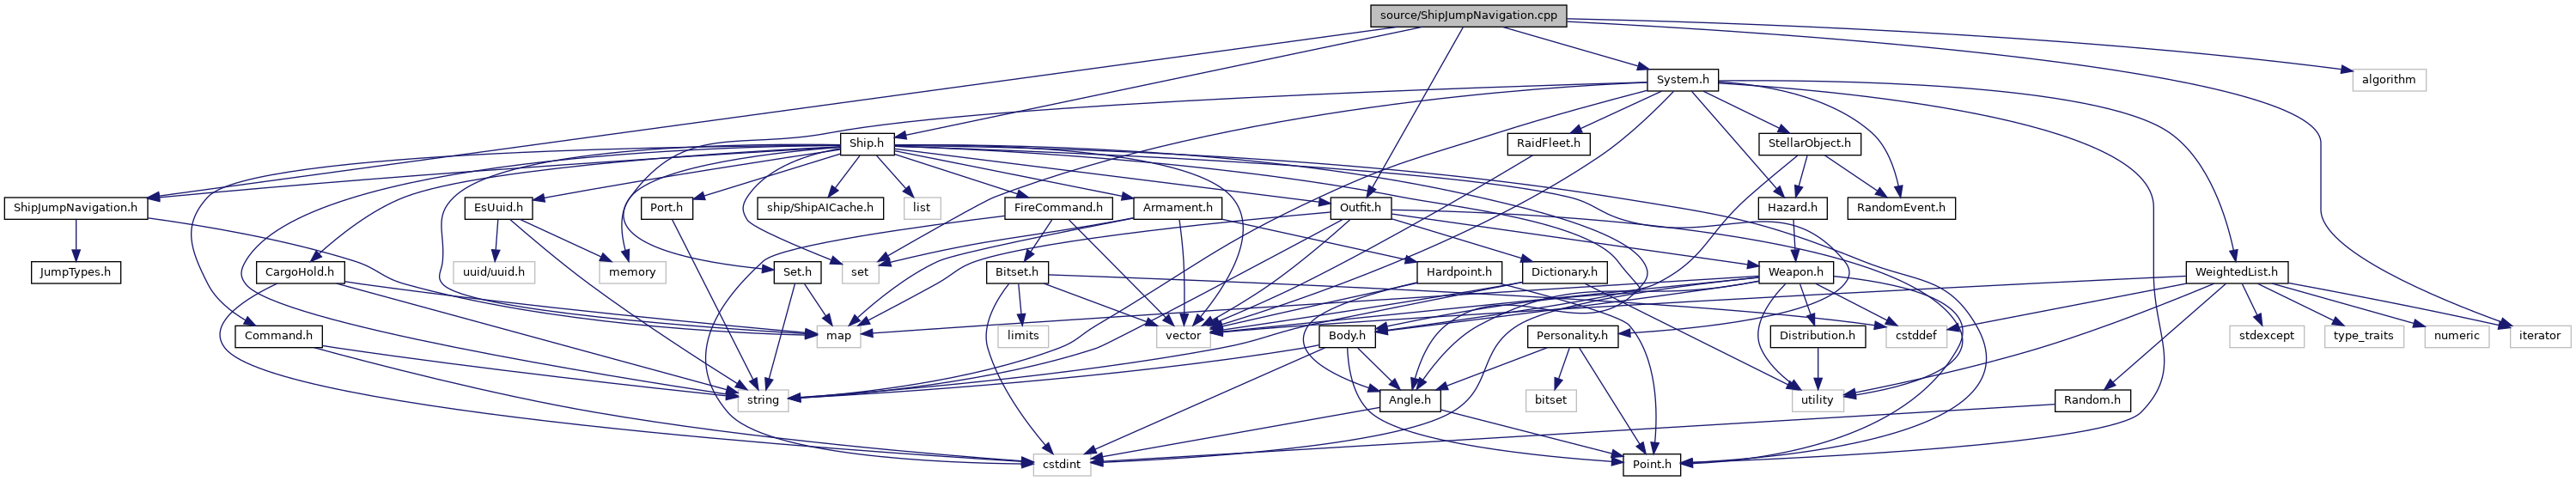 source/ShipJumpNavigation.cpp
System.h
algorithm
Ship.h
RaidFleet.h
StellarObject.h
ShipJumpNavigation.h
EsUuid.h
Port.h
ship/ShipAICache.h
list
FireCommand.h
Armament.h
Outfit.h
Hazard.h
RandomEvent.h
JumpTypes.h
CargoHold.h
uuid/uuid.h
memory
Set.h
set
Bitset.h
Hardpoint.h
Dictionary.h
Weapon.h
WeightedList.h
Command.h
map
limits
vector
Body.h
Personality.h
Distribution.h
cstddef
stdexcept
type_traits
numeric
iterator
string
Angle.h
bitset
utility
Random.h
cstdint
Point.h